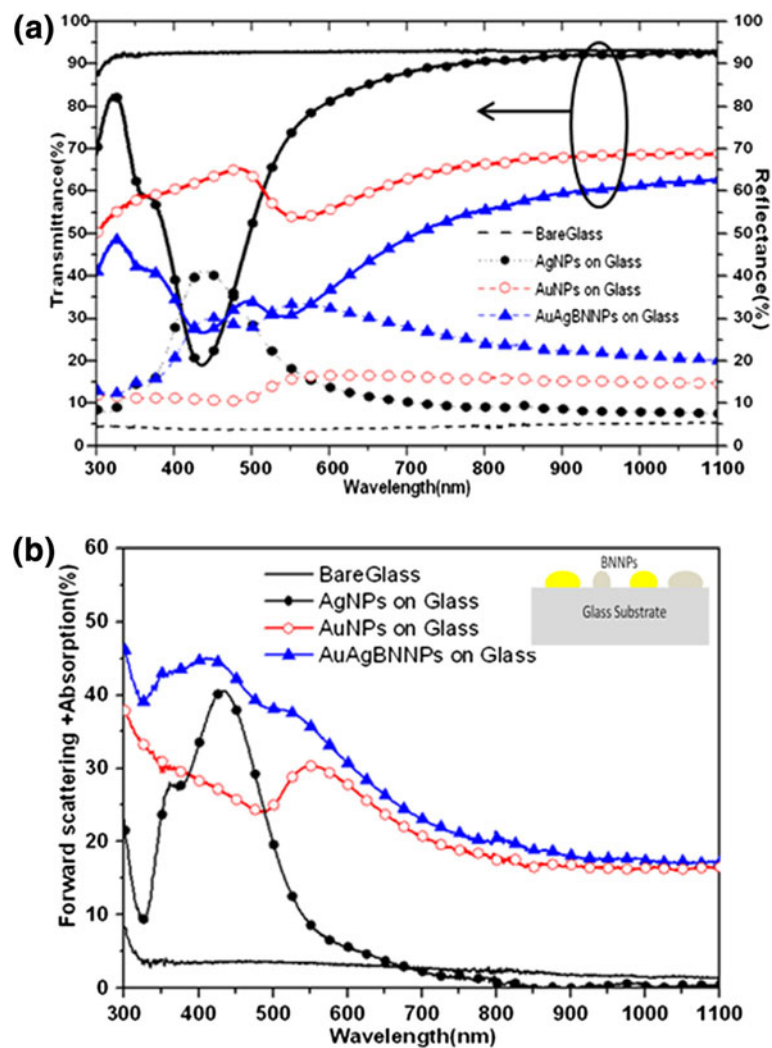 (a)
100 100
90 90
80 80
70 70
60 60
50 50
40 40
30 30
20 20
10 10
0 0
Transmittance(%)
Reflectance(%)
BareGlass
AgNPs on Glass
AuNPs on Glass
AuAgBNNPs on Glass
300 400 500 600 700 800 900 1000 1100
Wavelength(nm)
(b)
60
50
40
30
20
10
0
Forward scattering +Absorption(%)
BareGlass
AgNPs on Glass
AuNPs on Glass
AuAgBNNPs on Glass
BNNPs
Glass Substrate
300 400 500 600 700 800 900 1000 1100
Wavelength(nm)